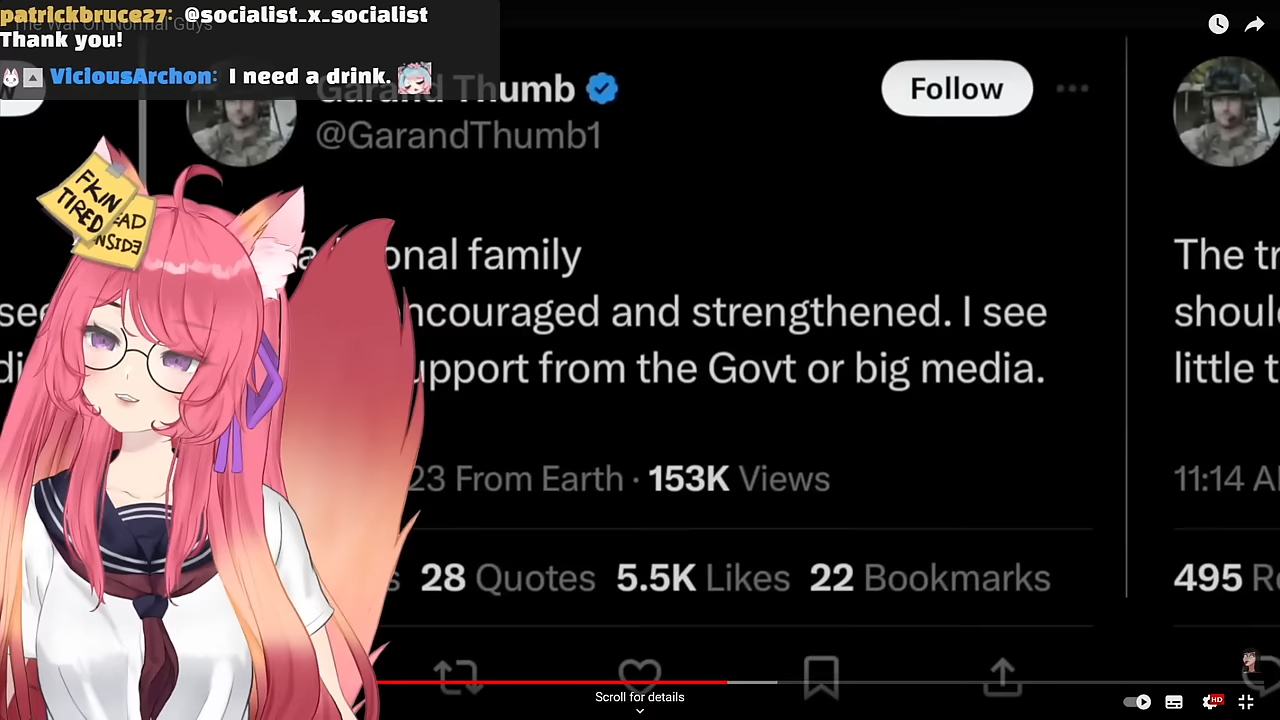 patrickbruce27: @socialist_x_socialist
Thank you!
The War On Normal Guys
ViciousArchon: I need a drink.
Garand Thumb
@GarandThumb1
Follow
FKIN
TIRED
onal family
ncouraged and strengthened. I see
upport from the Govt or big media.
23 From Earth · 153K Views
28 Quotes 5.5K Likes 22 Bookmarks
The tr
shoul
little t
11:14 A
495 R
Scroll for details
HD